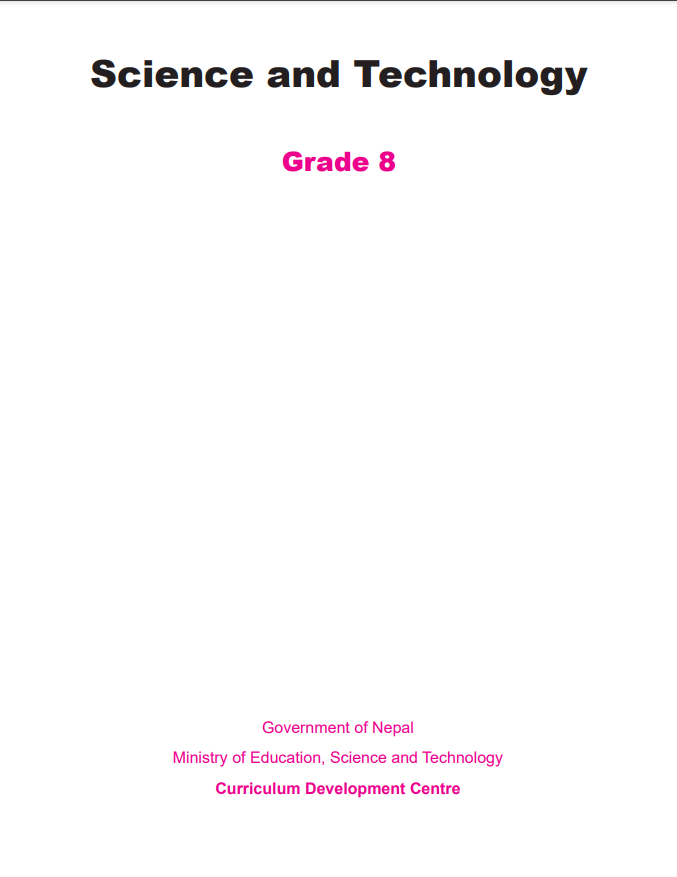 Science and Technology
Grade 8
Government of Nepal
Ministry of Education, Science and Technology
Curriculum Development Centre